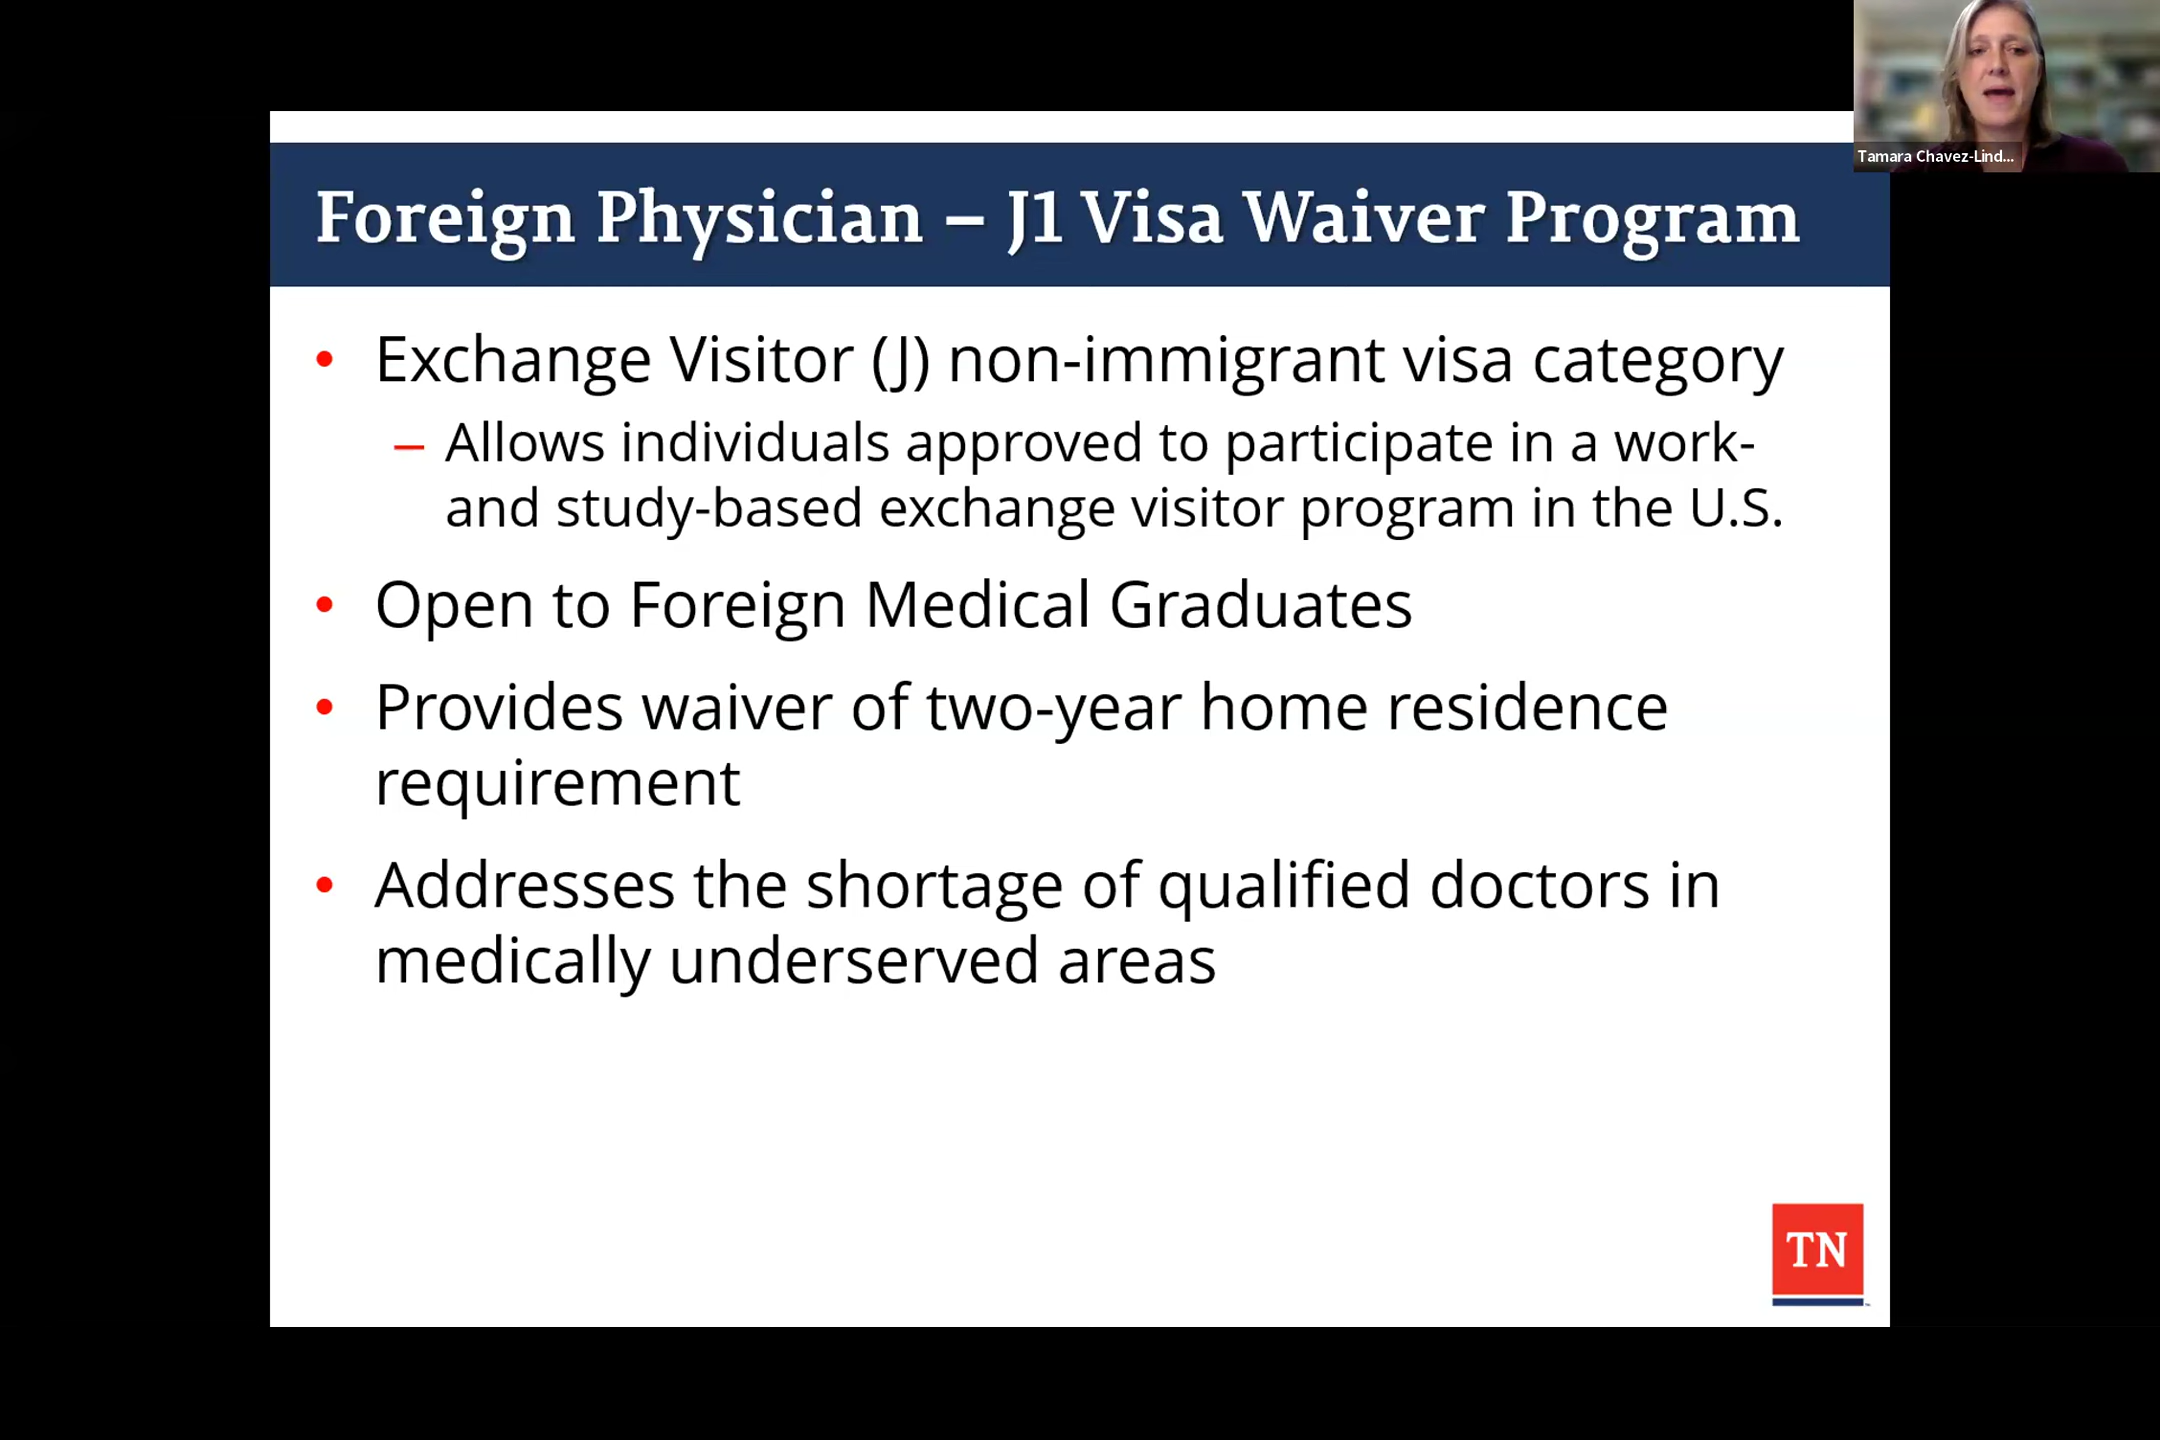 Tamara Chavez-Lind...
Foreign Physician – J1 Visa Waiver Program
• Exchange Visitor (J) non-immigrant visa category
– Allows individuals approved to participate in a work-
and study-based exchange visitor program in the U.S.
• Open to Foreign Medical Graduates
• Provides waiver of two-year home residence
requirement
• Addresses the shortage of qualified doctors in
medically underserved areas
TN